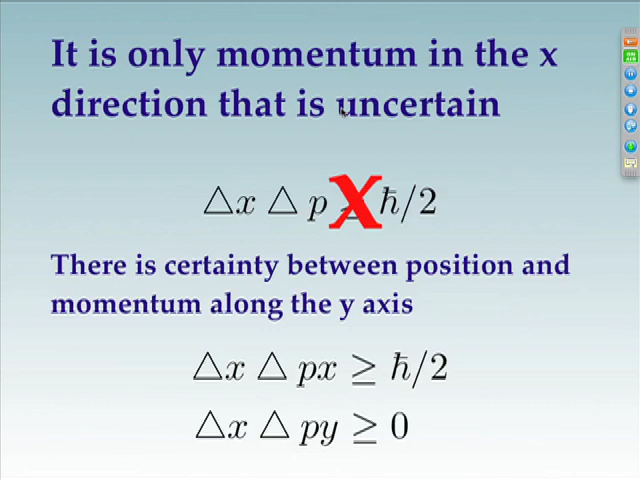 It is only momentum in the x
direction that is uncertain
△x △ p X ≥ ħ/2
There is certainty between position and
momentum along the y axis
△x △ px ≥ ħ/2
△x △ py ≥ 0